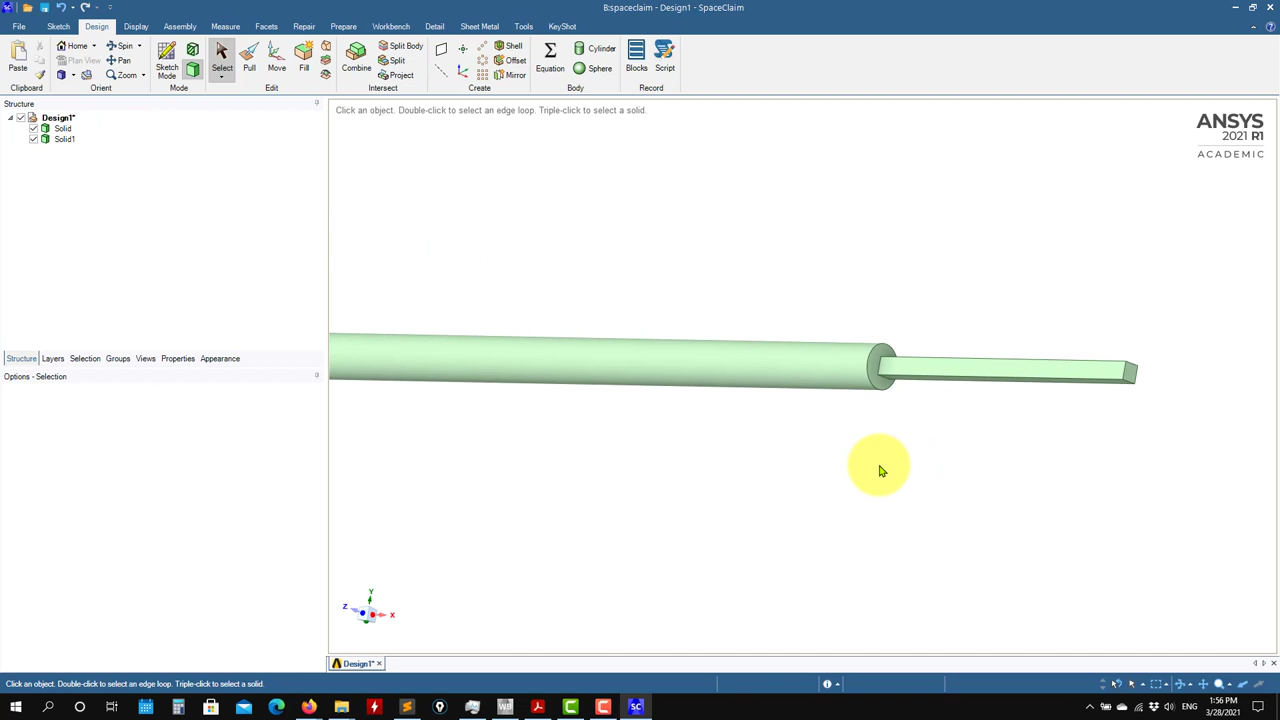 B:spaceclaim - Design1 - SpaceClaim
File Sketch Design Display Assembly Measure Facets Repair Prepare Workbench Detail Sheet Metal Tools KeyShot
Home Spin Split Body Shell Cylinder
Plan View Pan Split Offset Sphere
Zoom Project Mirror
Paste Sketch Mode Select Pull Move Fill Combine Equation Blocks Script
Clipboard Orient Mode Edit Intersect Create Body Record
Structure
Click an object. Double-click to select an edge loop. Triple-click to select a solid.
Design1*
Solid
Solid1
ANSYS
2021 R1
ACADEMIC
Structure Layers Selection Groups Views Properties Appearance
Options - Selection
Y
Z
X
Design1*
Click an object. Double-click to select an edge loop. Triple-click to select a solid.
WB
SC
ENG
1:56 PM
3/28/2021